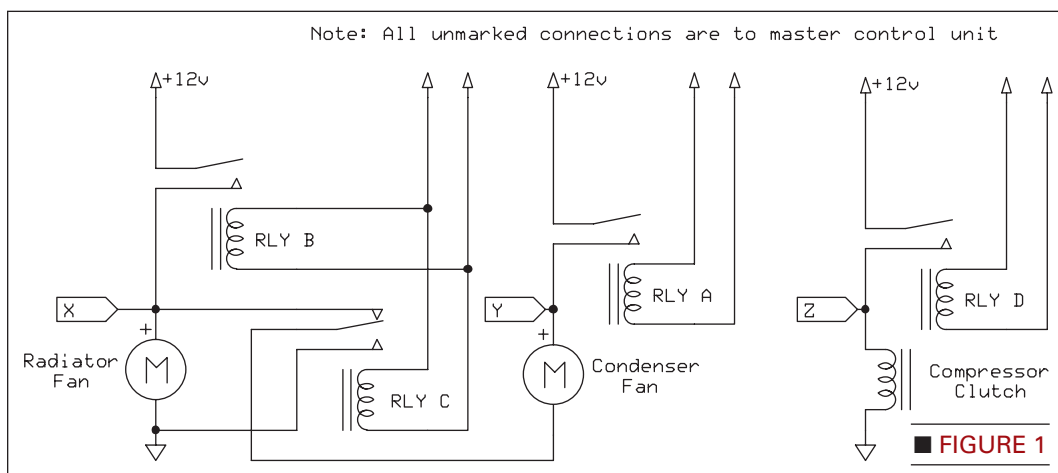 Note: All unmarked connections are to master control unit
+12v
+12v
+12v
RLY B
RLY A
RLY D
X
Y
Z
+
+
M
M
Radiator
Fan
RLY C
Condenser
Fan
Compressor
Clutch
■ FIGURE 1